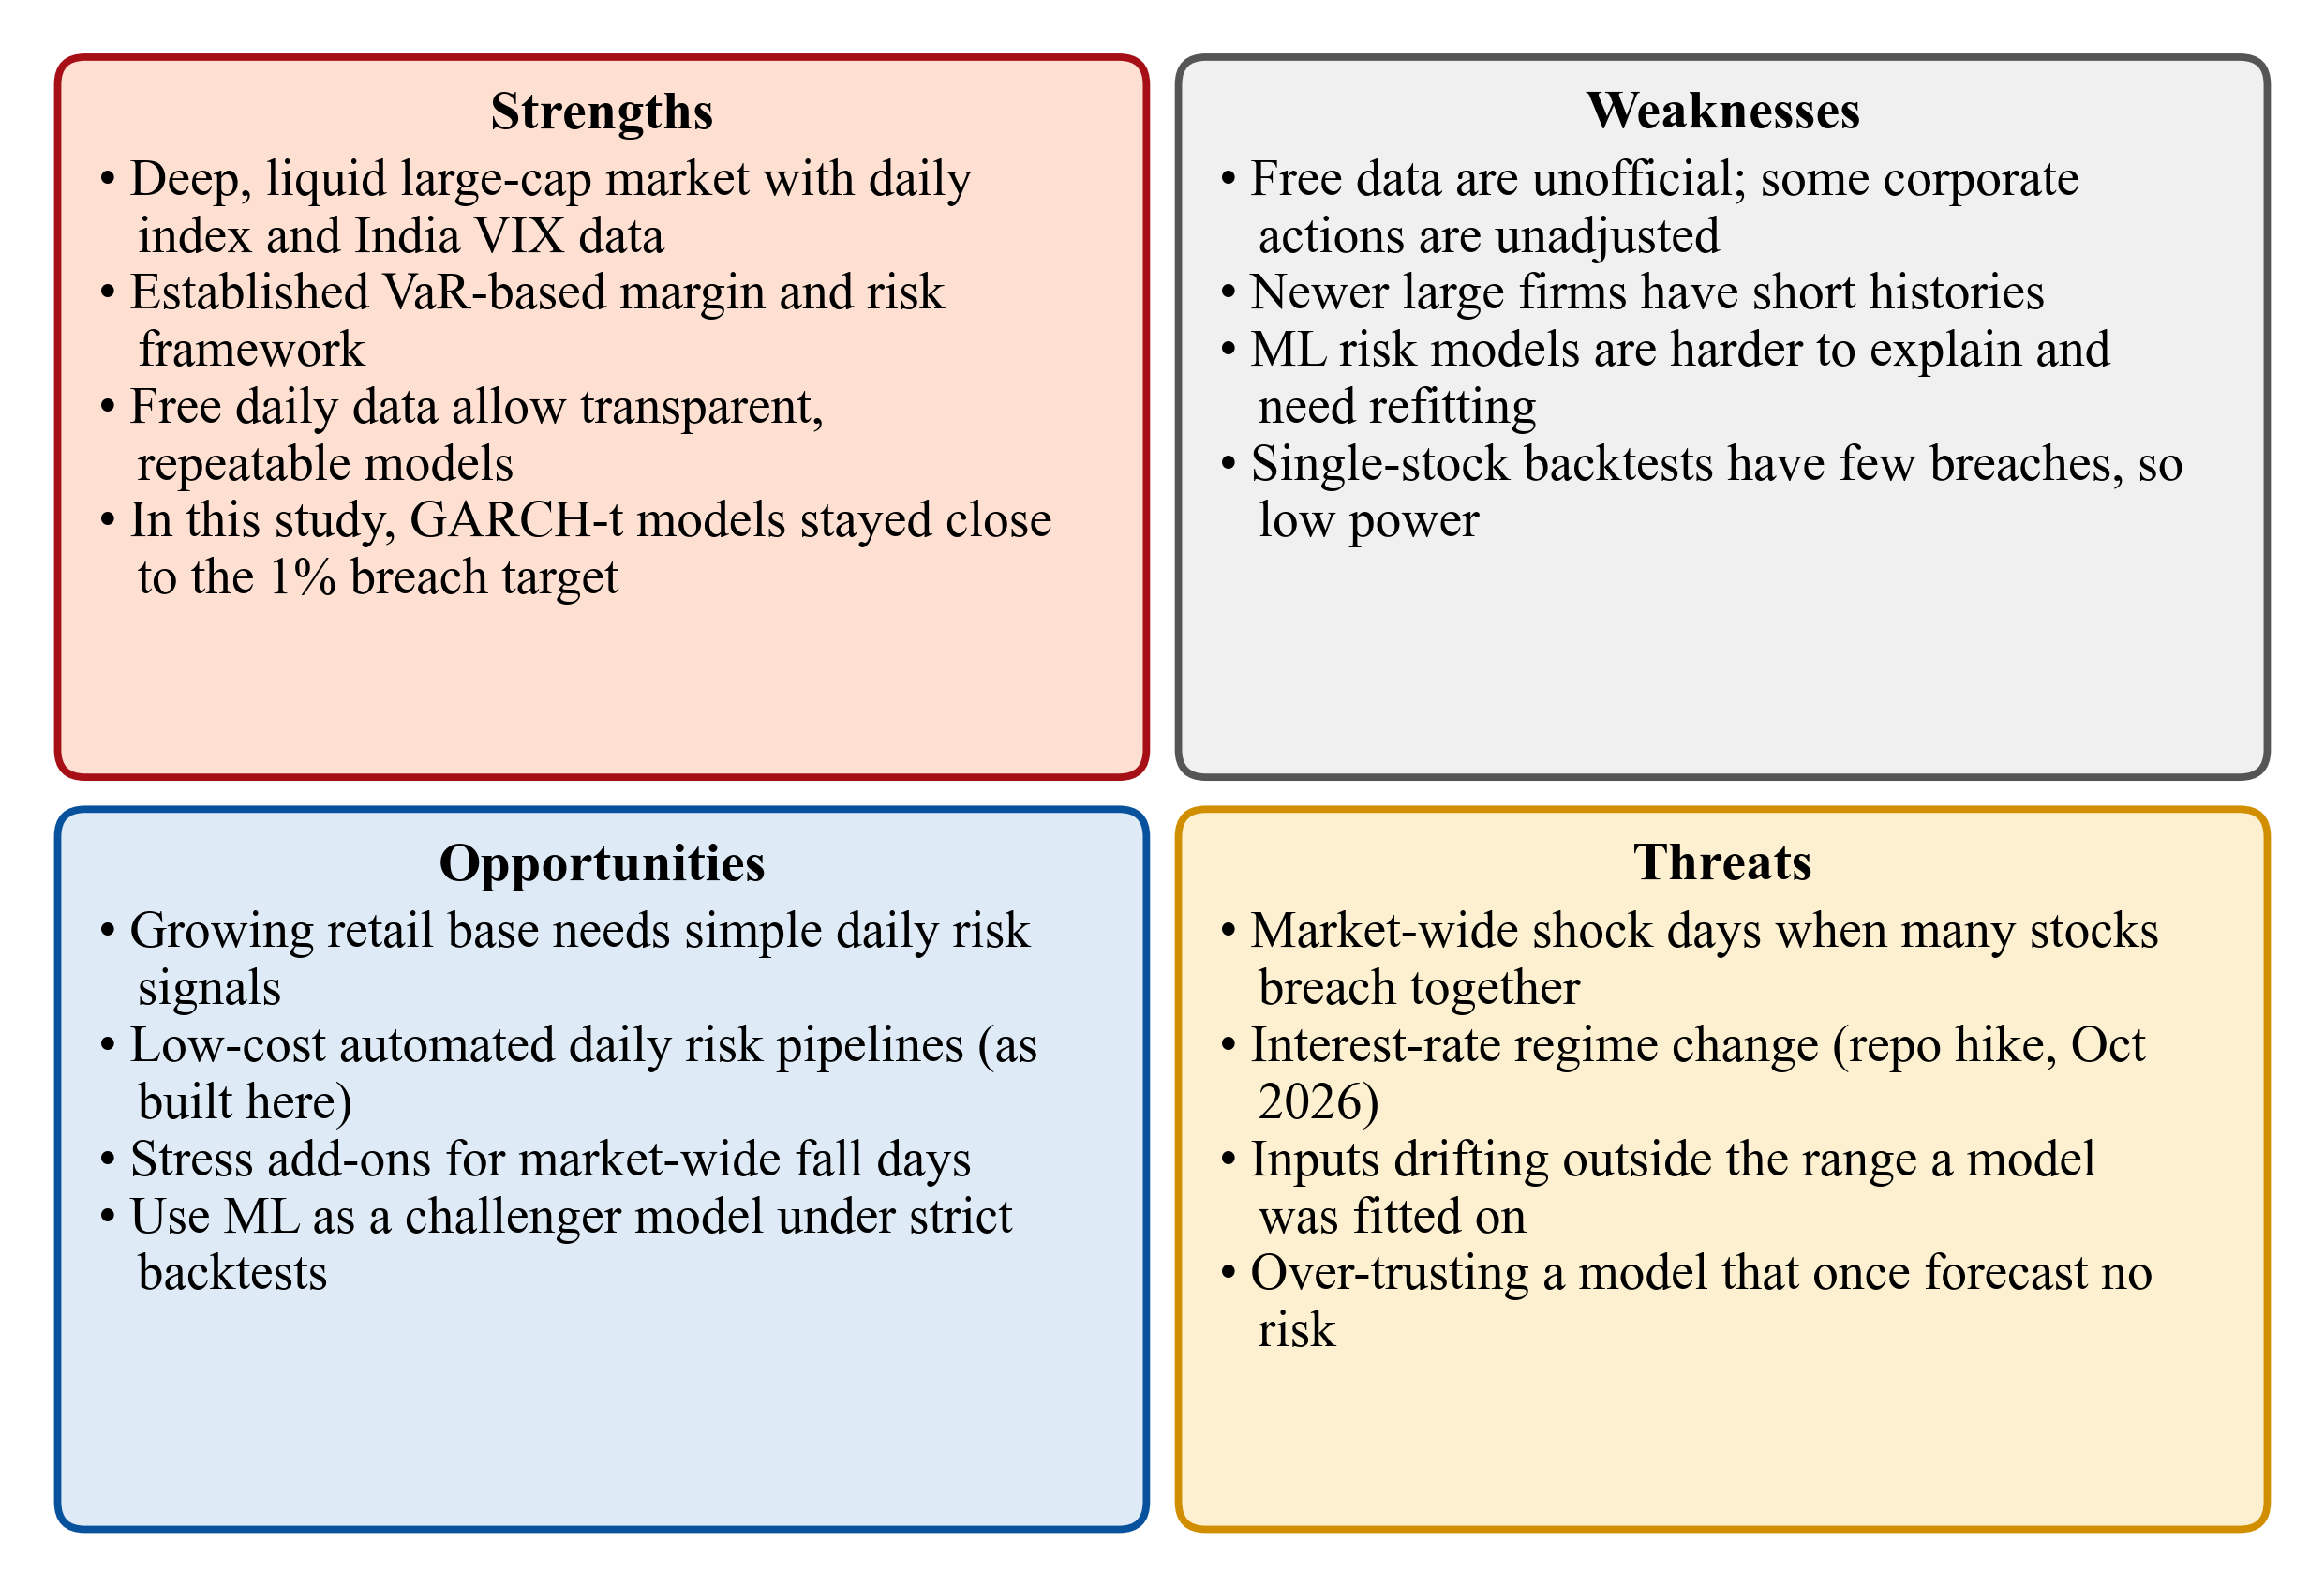 Strengths
• Deep, liquid large-cap market with daily
index and India VIX data
• Established VaR-based margin and risk
framework
• Free daily data allow transparent,
repeatable models
• In this study, GARCH-t models stayed close
to the 1% breach target
Weaknesses
• Free data are unofficial; some corporate
actions are unadjusted
• Newer large firms have short histories
• ML risk models are harder to explain and
need refitting
• Single-stock backtests have few breaches, so
low power
Opportunities
• Growing retail base needs simple daily risk
signals
• Low-cost automated daily risk pipelines (as
built here)
• Stress add-ons for market-wide fall days
• Use ML as a challenger model under strict
backtests
Threats
• Market-wide shock days when many stocks
breach together
• Interest-rate regime change (repo hike, Oct
2026)
• Inputs drifting outside the range a model
was fitted on
• Over-trusting a model that once forecast no
risk